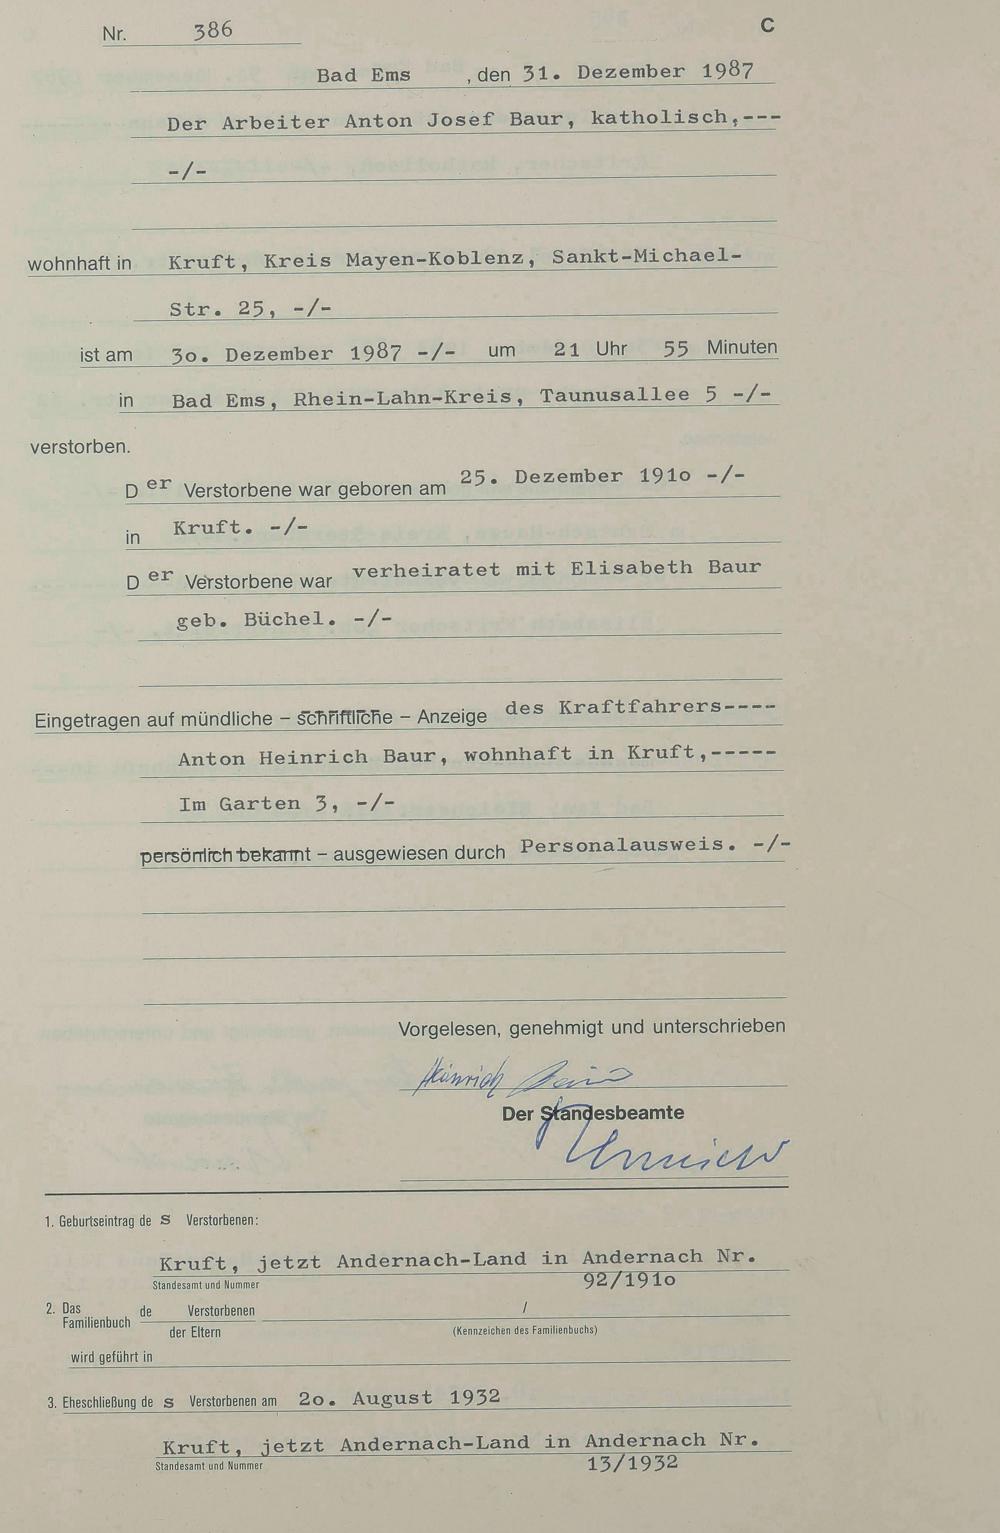 Nr. 386 C
Bad Ems , den 31. Dezember 1987
Der Arbeiter Anton Josef Baur, katholisch,---
-/-
wohnhaft in Kruft, Kreis Mayen-Koblenz, Sankt-Michael-
Str. 25, -/-
ist am 3o. Dezember 1987 -/- um 21 Uhr 55 Minuten
in Bad Ems, Rhein-Lahn-Kreis, Taunusallee 5 -/-
verstorben.
D er Verstorbene war geboren am 25. Dezember 191o -/-
in Kruft. -/-
D er Verstorbene war verheiratet mit Elisabeth Baur
geb. Büchel. -/-
Eingetragen auf mündliche – schriftliche – Anzeige des Kraftfahrers----
Anton Heinrich Baur, wohnhaft in Kruft,-----
Im Garten 3, -/-
persönlich bekannt – ausgewiesen durch Personalausweis. -/-
Vorgelesen, genehmigt und unterschrieben
Heinrich Baur
Der Standesbeamte
1. Geburtseintrag de s Verstorbenen:
Kruft, jetzt Andernach-Land in Andernach Nr.
Standesamt und Nummer 92/191o
2. Das Familienbuch de Verstorbenen /
der Eltern (Kennzeichen des Familienbuchs)
wird geführt in
3. Eheschließung de s Verstorbenen am 2o. August 1932
Kruft, jetzt Andernach-Land in Andernach Nr.
Standesamt und Nummer 13/1932